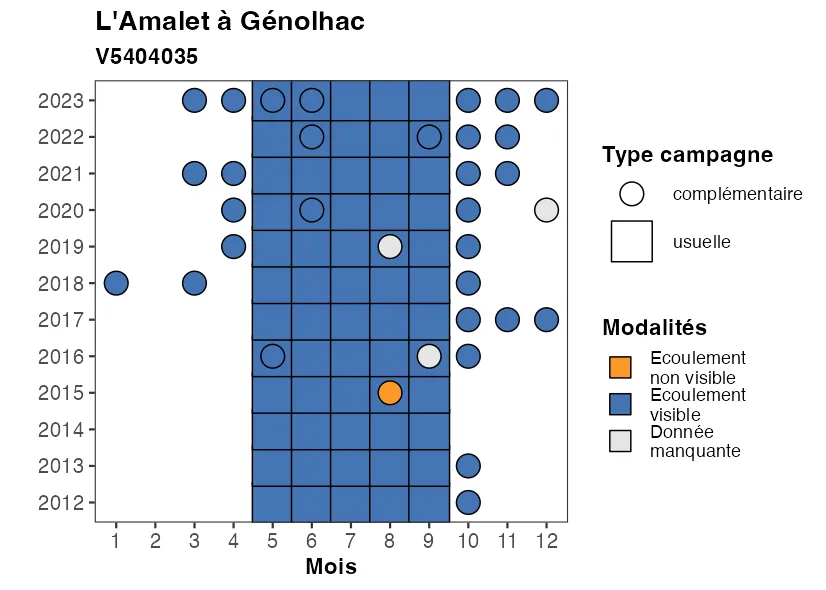 L'Amalet à Génolhac
V5404035
2023
2022
2021
2020
2019
2018
2017
2016
2015
2014
2013
2012
1 2 3 4 5 6 7 8 9 10 11 12
Mois
Type campagne
complémentaire
usuelle
Modalités
Ecoulement
non visible
Ecoulement
visible
Donnée
manquante